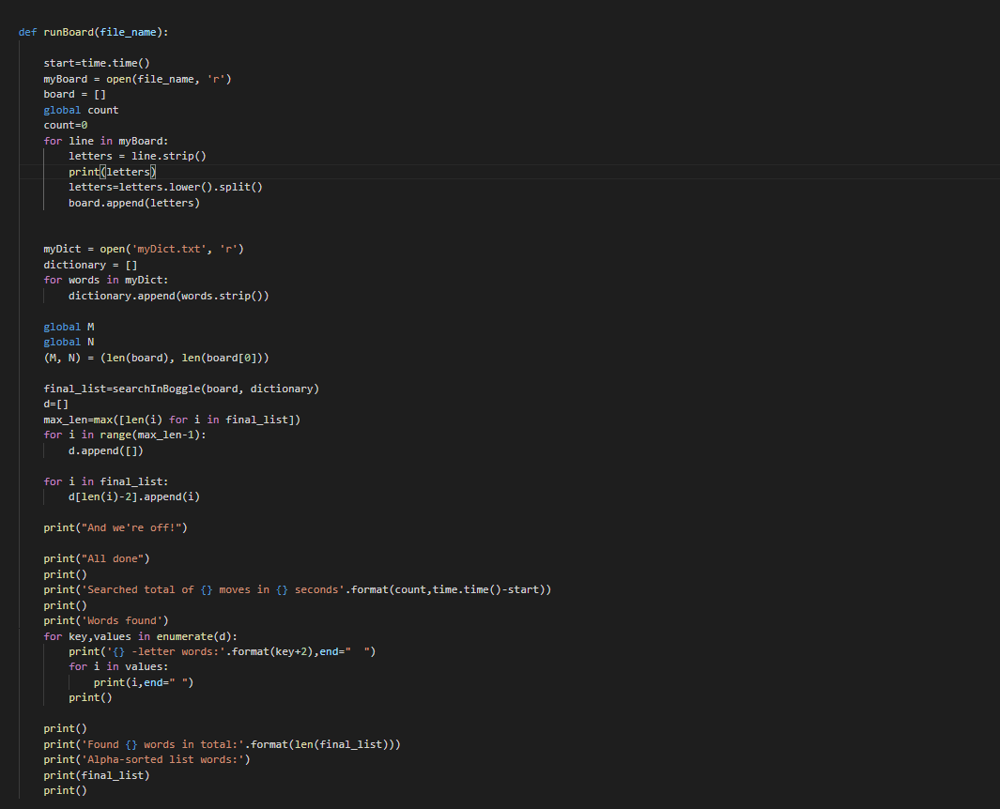 def runBoard(file_name):
start=time.time()
myBoard = open(file_name, 'r')
board = []
global count
count=0
for line in myBoard:
letters = line.strip()
print(letters)
letters=letters.lower().split()
board.append(letters)
myDict = open('myDict.txt', 'r')
dictionary = []
for words in myDict:
dictionary.append(words.strip())
global M
global N
(M, N) = (len(board), len(board[0]))
final_list=searchInBoggle(board, dictionary)
d=[]
max_len=max([len(i) for i in final_list])
for i in range(max_len-1):
d.append([])
for i in final_list:
d[len(i)-2].append(i)
print("And we're off!")
print("All done")
print()
print('Searched total of {} moves in {} seconds'.format(count,time.time()-start))
print()
print('Words found')
for key,values in enumerate(d):
print('{} -letter words:'.format(key+2),end="  ")
for i in values:
print(i,end=" ")
print()
print()
print('Found {} words in total:'.format(len(final_list)))
print('Alpha-sorted list words:')
print(final_list)
print()